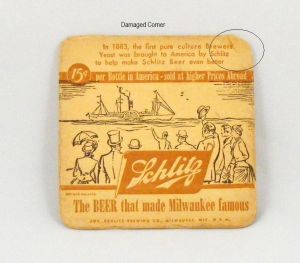 Damaged Corner
In 1883, the first pure culture Brewers
Yeast was brought to America by Schlitz
to help make Schlitz Beer even better
15¢
per Bottle in America - sold at higher Prices Abroad
Schlitz
The BEER that made Milwaukee famous
JOS. SCHLITZ BREWING CO., MILWAUKEE, WIS. U.S.A.